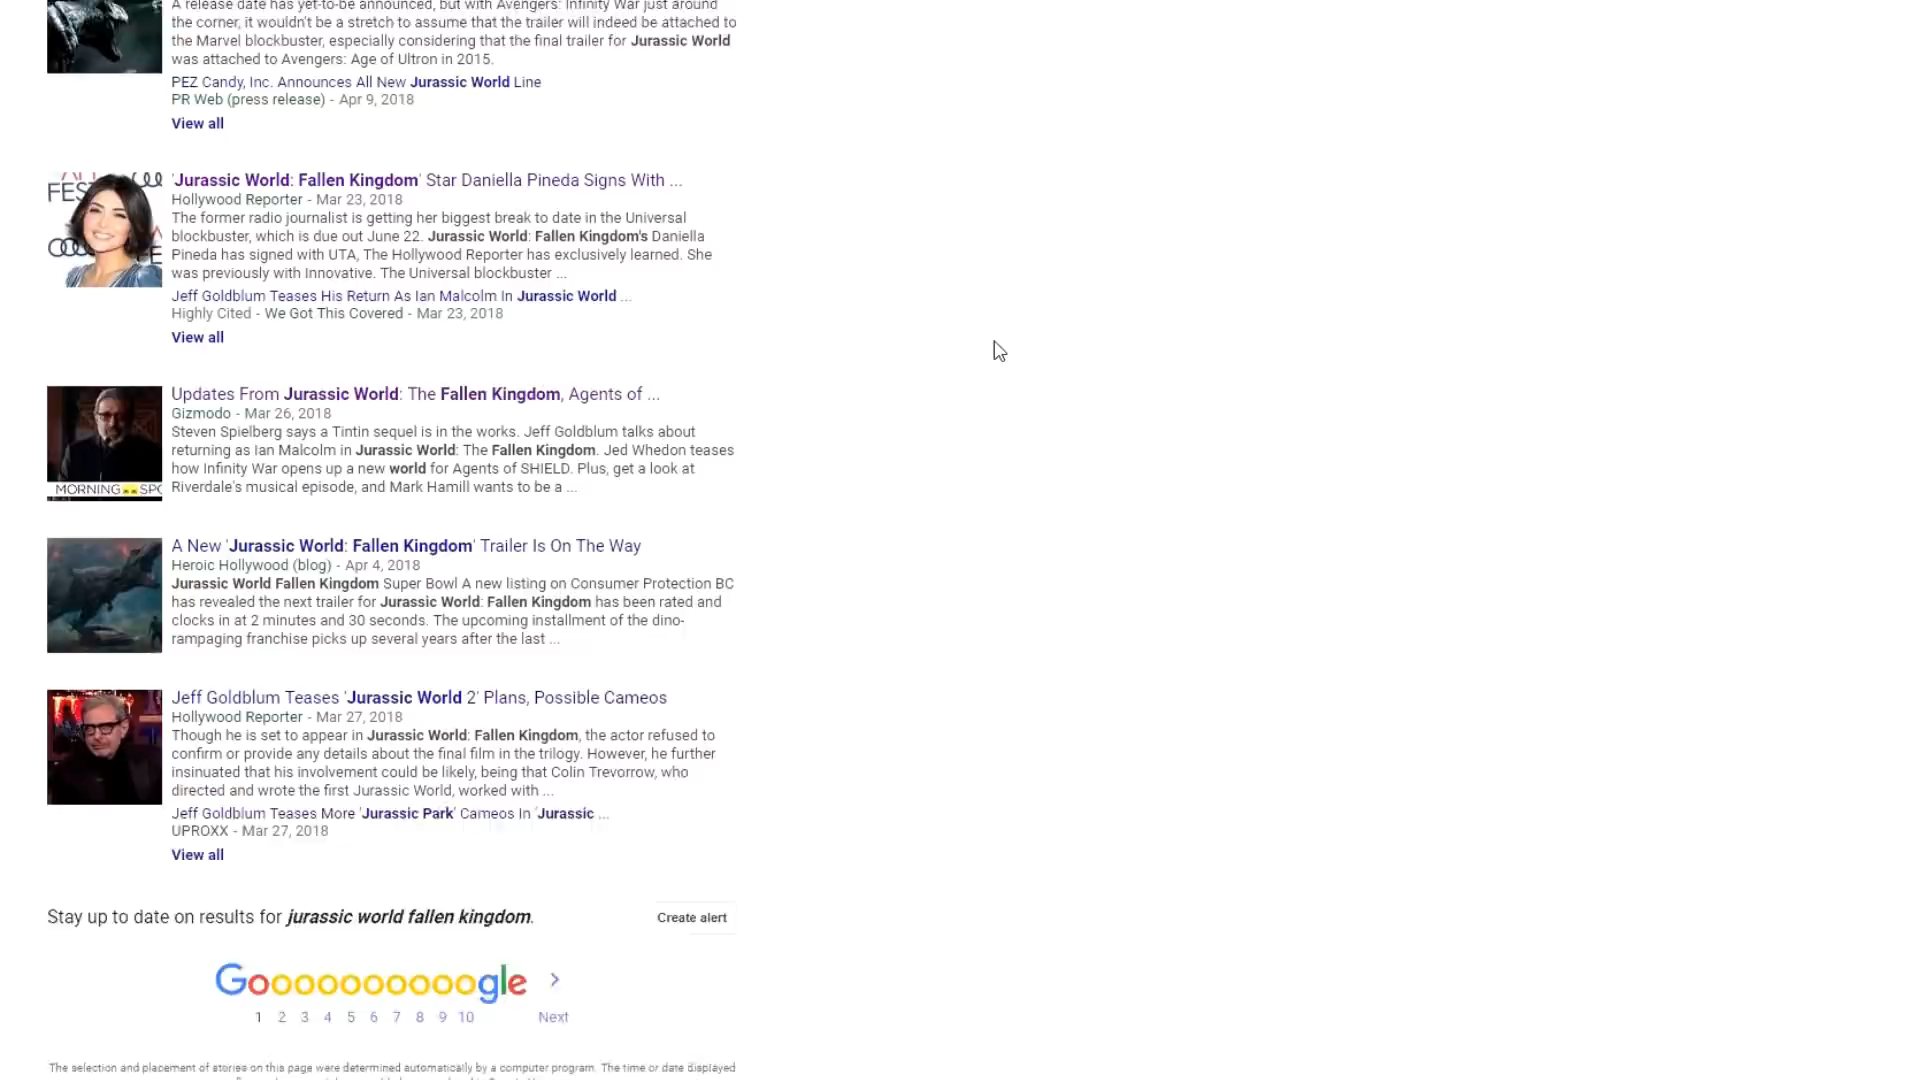 A release date has yet-to-be announced, but with Avengers: Infinity War just around
the corner, it wouldn't be a stretch to assume that the trailer will indeed be attached to
the Marvel blockbuster, especially considering that the final trailer for Jurassic World
was attached to Avengers: Age of Ultron in 2015.
PEZ Candy, Inc. Announces All New Jurassic World Line
PR Web (press release) - Apr 9, 2018
View all
FES
'Jurassic World: Fallen Kingdom' Star Daniella Pineda Signs With ...
Hollywood Reporter - Mar 23, 2018
The former radio journalist is getting her biggest break to date in the Universal
blockbuster, which is due out June 22. Jurassic World: Fallen Kingdom's Daniella
Pineda has signed with UTA, The Hollywood Reporter has exclusively learned. She
was previously with Innovative. The Universal blockbuster ...
Jeff Goldblum Teases His Return As Ian Malcolm In Jurassic World ...
Highly Cited - We Got This Covered - Mar 23, 2018
View all
Updates From Jurassic World: The Fallen Kingdom, Agents of ...
Gizmodo - Mar 26, 2018
Steven Spielberg says a Tintin sequel is in the works. Jeff Goldblum talks about
returning as Ian Malcolm in Jurassic World: The Fallen Kingdom. Jed Whedon teases
how Infinity War opens up a new world for Agents of SHIELD. Plus, get a look at
Riverdale's musical episode, and Mark Hamill wants to be a ...
MORNING SPO
A New 'Jurassic World: Fallen Kingdom' Trailer Is On The Way
Heroic Hollywood (blog) - Apr 4, 2018
Jurassic World Fallen Kingdom Super Bowl A new listing on Consumer Protection BC
has revealed the next trailer for Jurassic World: Fallen Kingdom has been rated and
clocks in at 2 minutes and 30 seconds. The upcoming installment of the dino-
rampaging franchise picks up several years after the last ...
Jeff Goldblum Teases 'Jurassic World 2' Plans, Possible Cameos
Hollywood Reporter - Mar 27, 2018
Though he is set to appear in Jurassic World: Fallen Kingdom, the actor refused to
confirm or provide any details about the final film in the trilogy. However, he further
insinuated that his involvement could be likely, being that Colin Trevorrow, who
directed and wrote the first Jurassic World, worked with ...
Jeff Goldblum Teases More 'Jurassic Park' Cameos In 'Jurassic ...
UPROXX - Mar 27, 2018
View all
Stay up to date on results for jurassic world fallen kingdom.
Create alert
Goooooooooogle >
1 2 3 4 5 6 7 8 9 10 Next
The selection and placement of stories on this page were determined automatically by a computer program. The time or date displayed